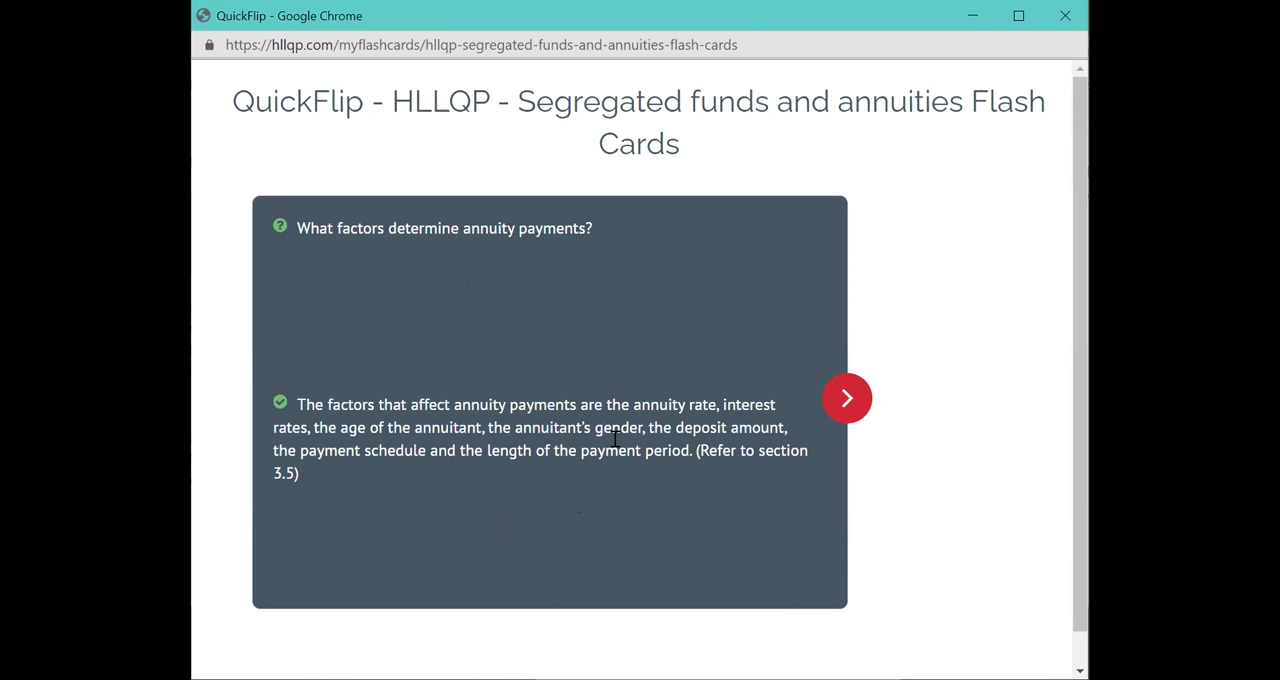 QuickFlip - Google Chrome
https://hllqp.com/myflashcards/hllqp-segregated-funds-and-annuities-flash-cards
QuickFlip - HLLQP - Segregated funds and annuities Flash
Cards
What factors determine annuity payments?
The factors that affect annuity payments are the annuity rate, interest
rates, the age of the annuitant, the annuitant's gender, the deposit amount,
the payment schedule and the length of the payment period. (Refer to section
3.5)